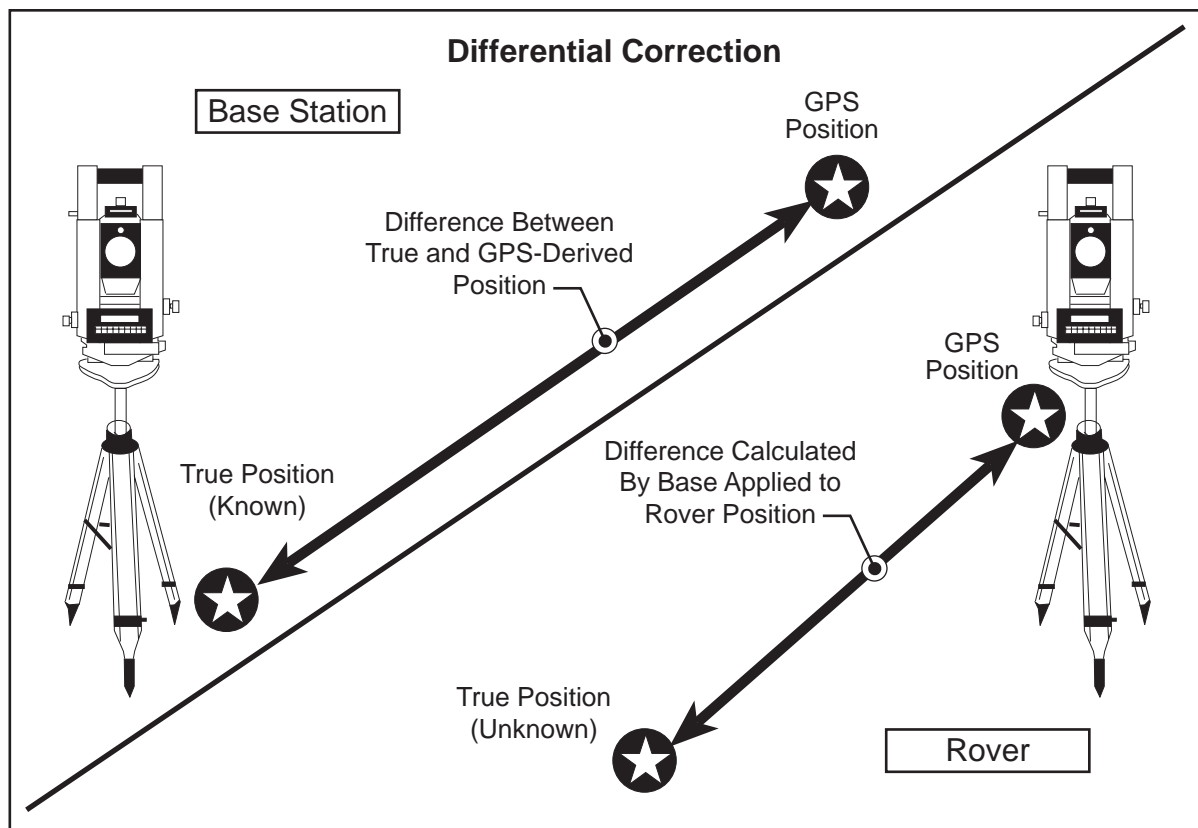 Differential Correction
Base Station
GPS
Position
Difference Between
True and GPS-Derived
Position
True Position
(Known)
GPS
Position
Difference Calculated
By Base Applied to
Rover Position
True Position
(Unknown)
Rover